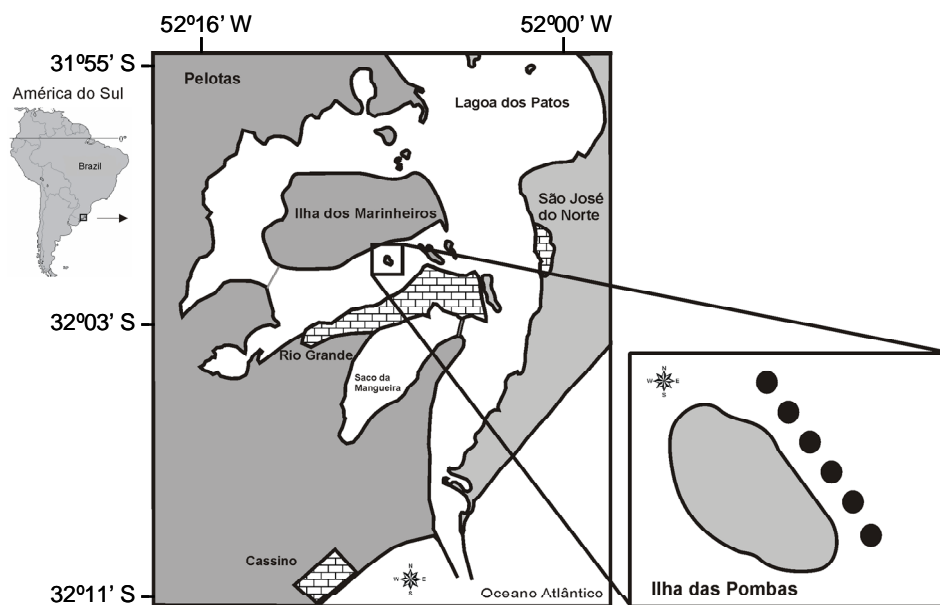 52º16' W
52º00' W
31º55' S
Pelotas
Lagoa dos Patos
América do Sul
0º
Brazil
São José
do Norte
Ilha dos Marinheiros
32º03' S
Rio Grande
Saco da
Mangueira
N
W E
S
Cassino
N
W E
S
32º11' S
Oceano Atlântico
Ilha das Pombas